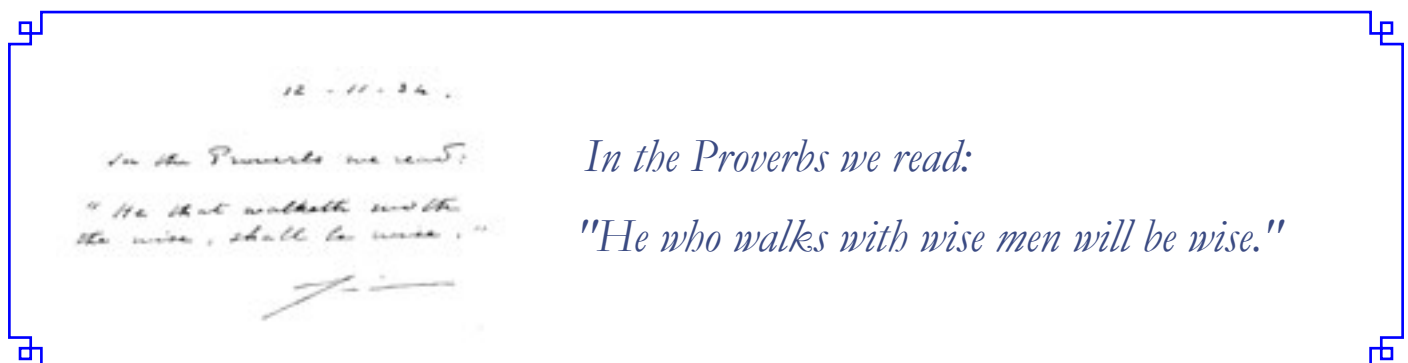 12 - 11 - 34 .
In the Proverbs we read:
" He that walketh with
the wise , shall be wise . "
In the Proverbs we read:
"He who walks with wise men will be wise."